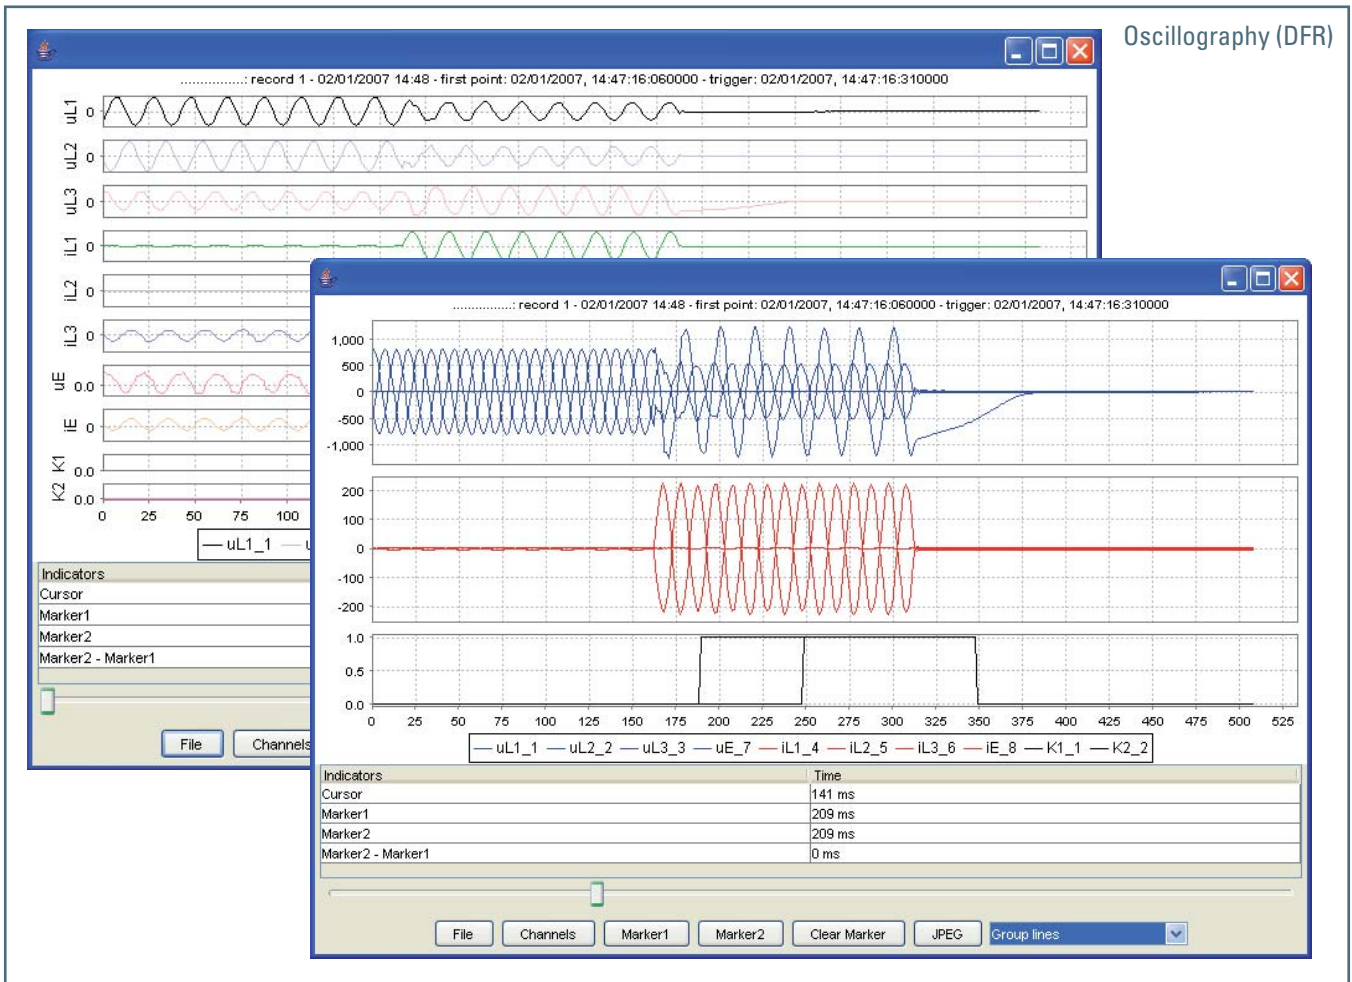 Oscillography (DFR)
................: record 1 - 02/01/2007 14:48 - first point: 02/01/2007, 14:47:16:060000 - trigger: 02/01/2007, 14:47:16:310000
uL1 0
uL2 0
uL3 0
iL1 0
iL2 0
iL3 0
uE 0.0
iE 0
K1 0.0
K2 0.0
0 25 50 75 100
uL1_1
Indicators
Cursor
Marker1
Marker2
Marker2 - Marker1
File Channels
................: record 1 - 02/01/2007 14:48 - first point: 02/01/2007, 14:47:16:060000 - trigger: 02/01/2007, 14:47:16:310000
1,000
500
0
-500
-1,000
200
100
0
-100
-200
1.0
0.5
0.0
0 25 50 75 100 125 150 175 200 225 250 275 300 325 350 375 400 425 450 475 500 525
uL1_1 uL2_2 uL3_3 uE_7 iL1_4 iL2_5 iL3_6 iE_8 K1_1 K2_2
Indicators Time
Cursor 141 ms
Marker1 209 ms
Marker2 209 ms
Marker2 - Marker1 0 ms
File Channels Marker1 Marker2 Clear Marker JPEG Group lines